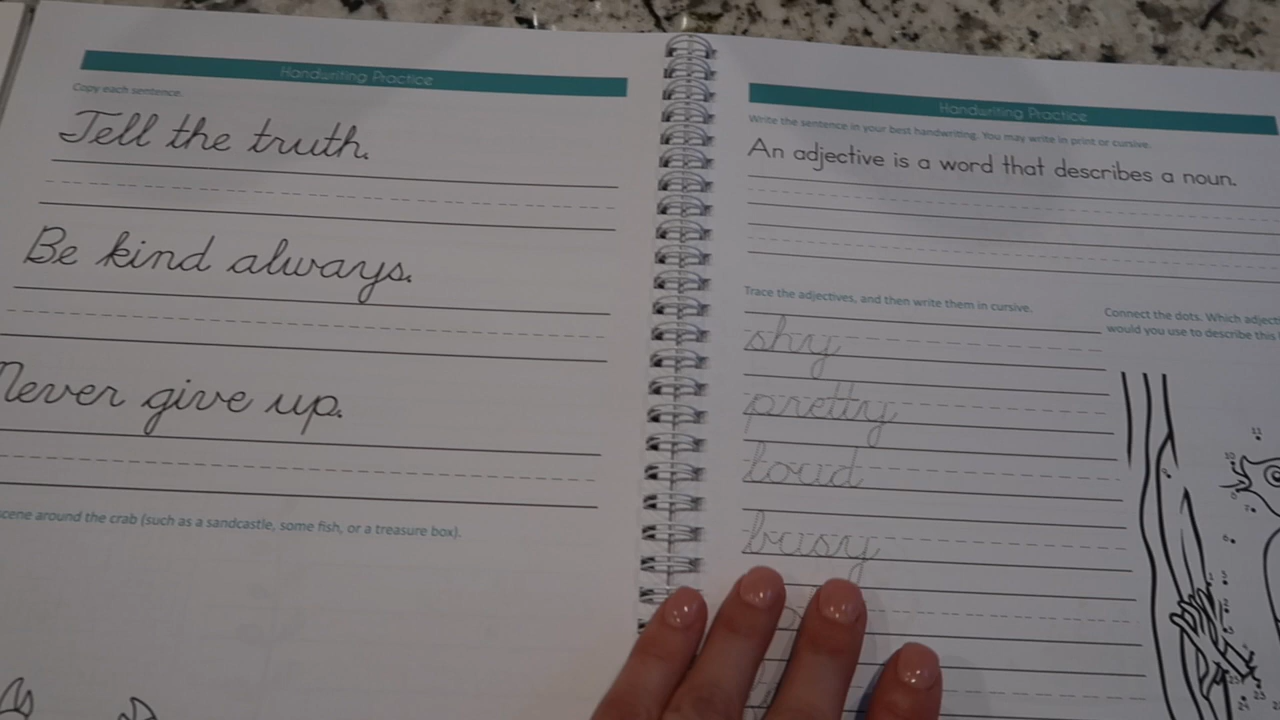 Handwriting Practice
Copy each sentence.
Tell the truth.
Be kind always.
Never give up.
scene around the crab (such as a sandcastle, some fish, or a treasure box).
Handwriting Practice
Write the sentence in your best handwriting. You may write in print or cursive.
An adjective is a word that describes a noun.
Trace the adjectives, and then write them in cursive.
shy
pretty
loud
busy
Connect the dots. Which
would you use to describe this
11
10